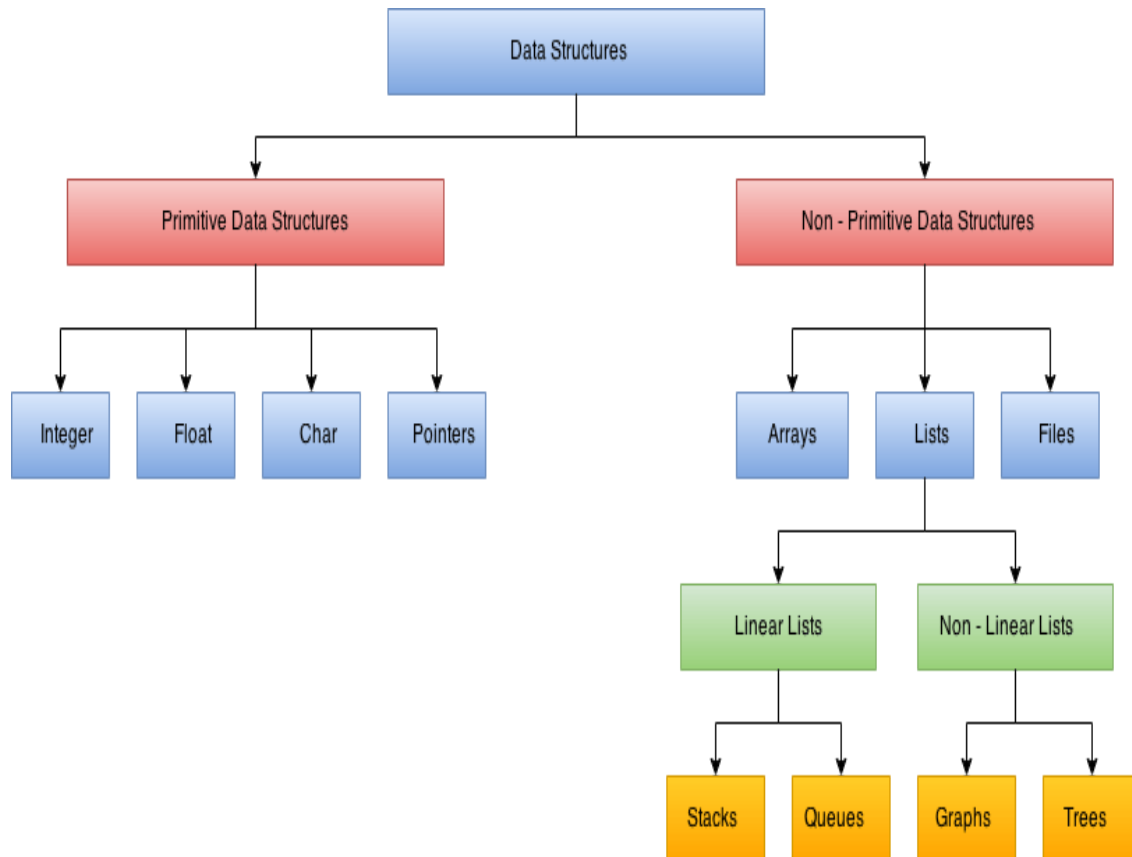 Data Structures
Primitive Data Structures
Non - Primitive Data Structures
Integer
Float
Char
Pointers
Arrays
Lists
Files
Linear Lists
Non - Linear Lists
Stacks
Queues
Graphs
Trees